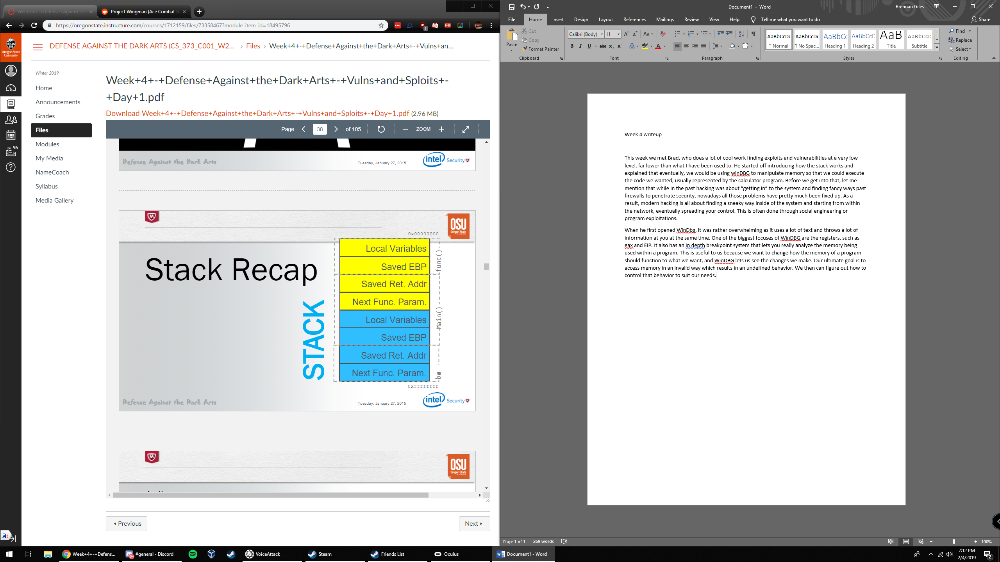 Week+4+-+Defense+Against+t
Project Wingman (Ace Combat-li
https://oregonstate.instructure.com/courses/1712159/files/73358467?module_item_id=18495796
1
1440
Oregon State
University
DEFENSE AGAINST THE DARK ARTS (CS_373_C001_W2... > Files > Week+4+-+Defense+Against+the+Dark+Arts+-+Vulns+an...
Winter 2019
Home
Announcements
Grades
Files
Modules
My Media
NameCoach
Syllabus
Media Gallery
96
Week+4+-+Defense+Against+the+Dark+Arts+-+Vulns+and+Sploits+-
+Day+1.pdf
Download Week+4+-+Defense+Against+the+Dark+Arts+-+Vulns+and+Sploits+-+Day+1.pdf (2.96 MB)
Page 38 of 105 ZOOM
Defense Against the Dark Arts
Tuesday, January 27, 2015
intel Security
OSU
Oregon State
Stack Recap
STACK
0x00000000
Local Variables
Saved EBP
Saved Ret. Addr
Next Func. Param.
Local Variables
Saved EBP
Saved Ret. Addr
Next Func. Param.
0xffffffff
func()
Main()
bm
Defense Against the Dark Arts
Tuesday, January 27, 2015
intel Security
OSU
Oregon State
Previous
Next
Document1 - Word
Brennan Giles
File Home Insert Design Layout References Mailings Review View Help Tell me what you want to do Share
Paste
Cut
Copy
Format Painter
Clipboard
Calibri (Body) 11
Aa
B I U abc x₂ x²
Font
Paragraph
AaBbCcDc AaBbCcDc AaBbC AaBbCcD AaB AaBbCcD
¶ Normal ¶ No Spac... Heading 1 Heading 2 Title Subtitle
Styles
Find
Replace
Select
Editing
Week 4 writeup
This week we met Brad, who does a lot of cool work finding exploits and vulnerabilities at a very low
level, far lower than what I have been used to. He started off introducing how the stack works and
explained that eventually, we would be using winDBG to manipulate memory so that we could execute
the code we wanted, usually represented by the calculator program. Before we get into that, let me
mention that while in the past hacking was about “getting in” to the system and finding fancy ways past
firewalls to penetrate security, nowadays all those problems have pretty much been fixed up. As a
result, modern hacking is all about finding a sneaky way inside of the system and starting from within
the network, eventually spreading your control. This is often done through social engineering or
program exploitations.
When he first opened WinDbg, it was rather overwhelming as it uses a lot of text and throws a lot of
information at you at the same time. One of the biggest focuses of WinDBG are the registers, such as
eax and EIP. It also has an in depth breakpoint system that lets you really analyze the memory being
used within a program. This is useful to us because we want to change how the memory of a program
should function to what we want, and WinDBG lets us see the changes we make. Our ultimate goal is to
access memory in an invalid way which results in an undefined behavior. We then can figure out how to
control that behavior to suit our needs.
Page 1 of 1 269 words
100%
Week+4+-+Defens...
9+
#general - Discord
VoiceAttack
Steam
Friends List
Oculus
Document1 - Word
7:12 PM
2/4/2019
2